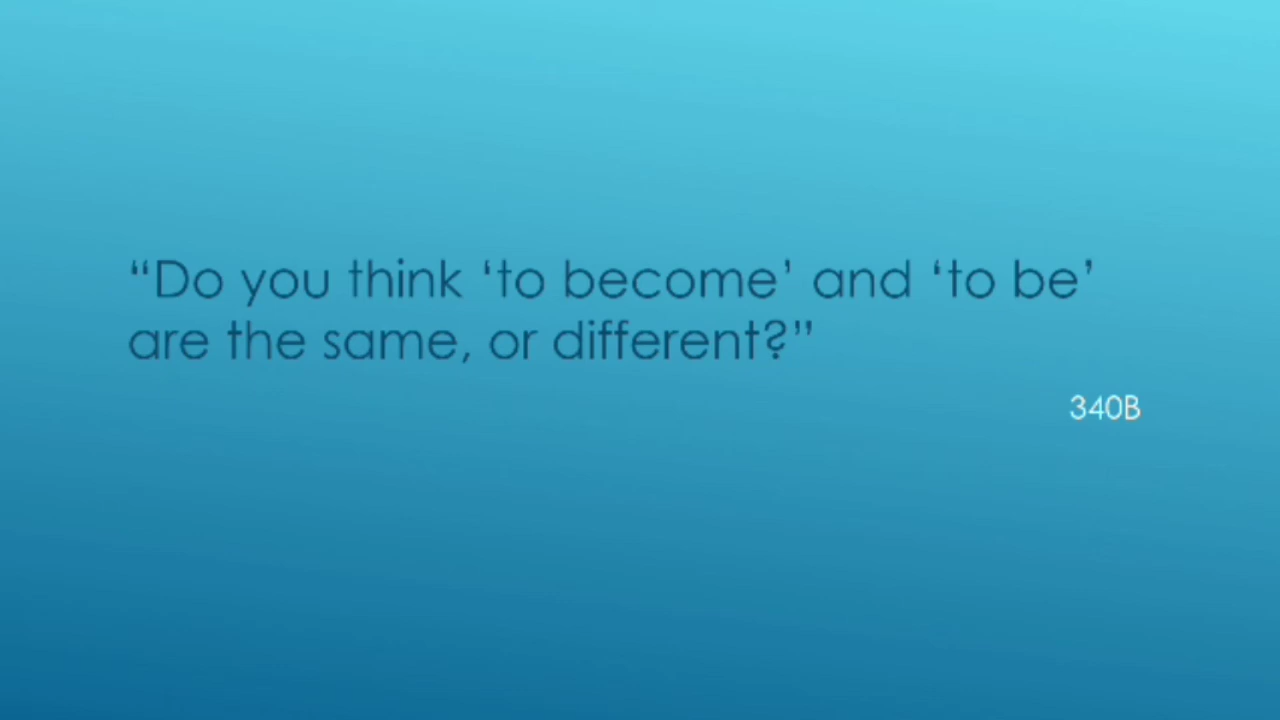 “Do you think ‘to become’ and ‘to be’
are the same, or different?”
340B